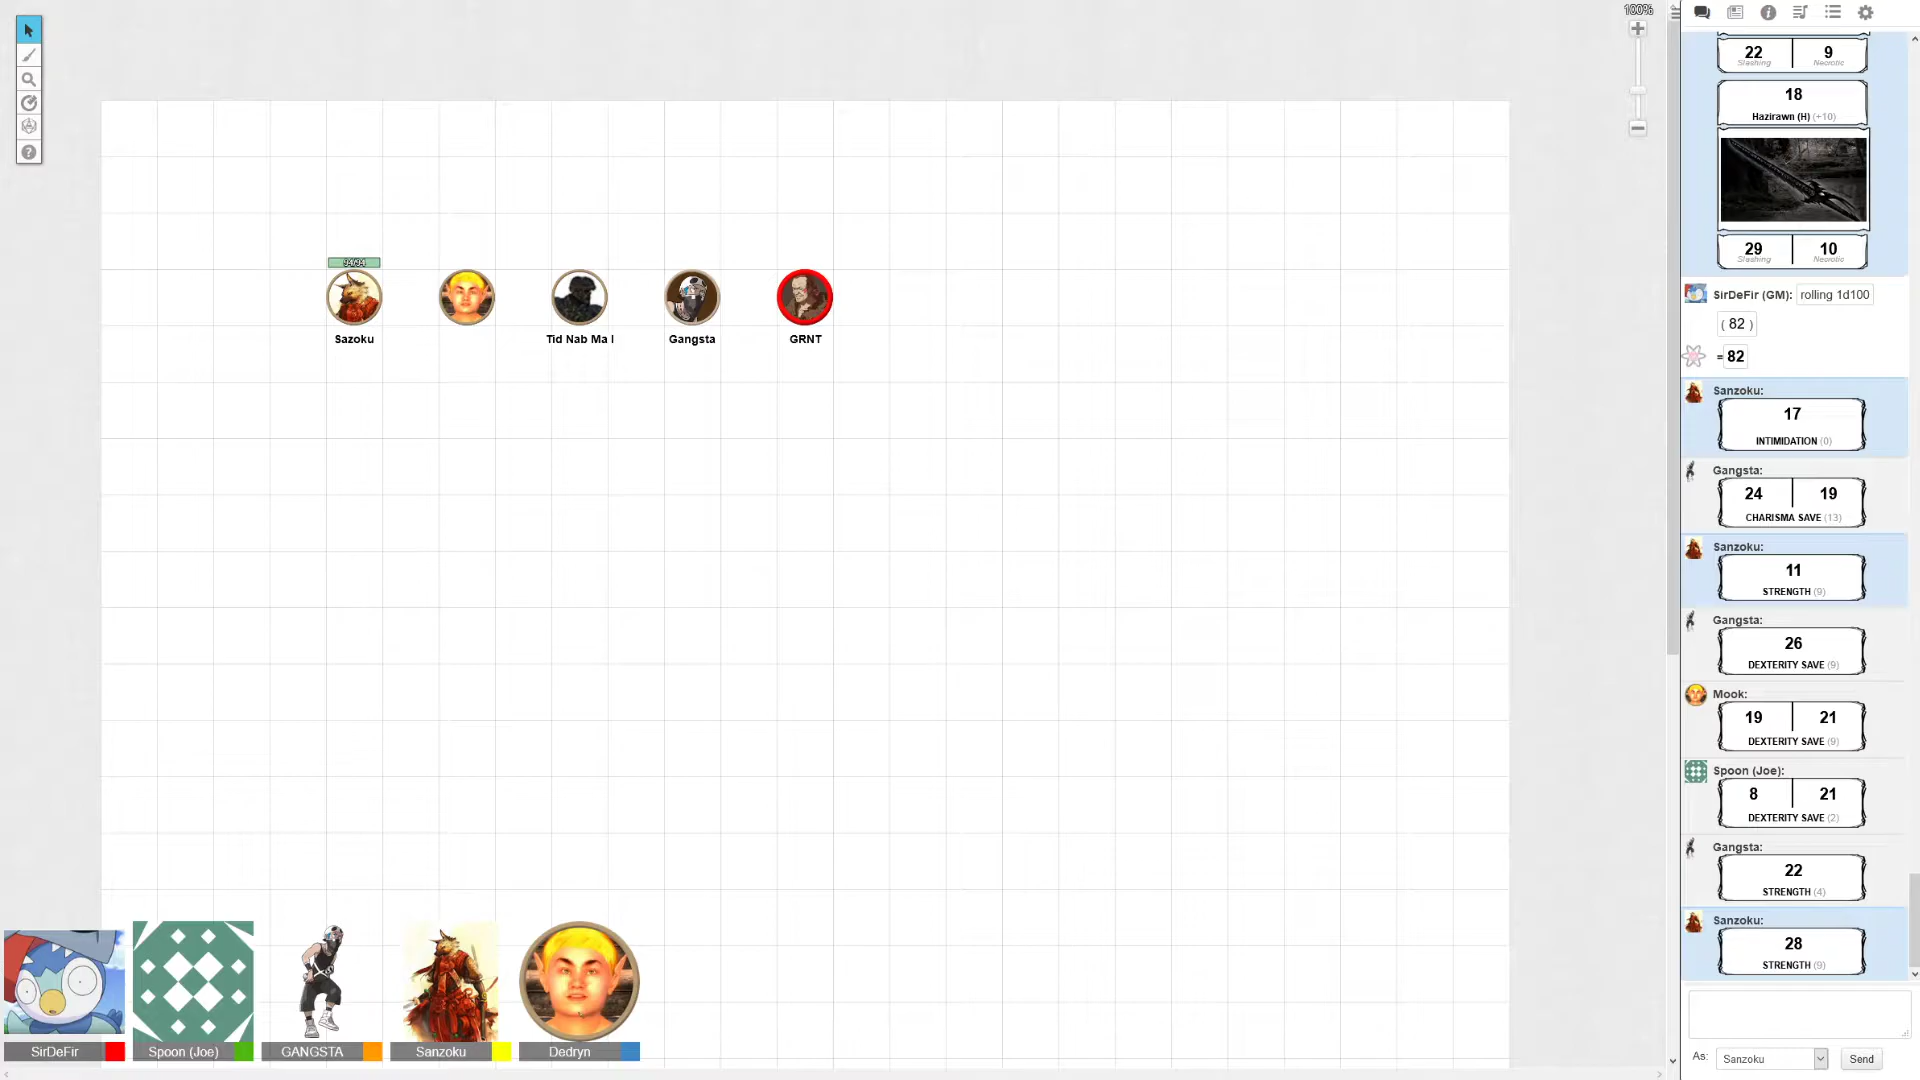 100%
22 9
Slashing Necrotic
18
Hazirawn (H) (+10)
29 10
Slashing Necrotic
SirDeFir (GM): rolling 1d100
( 82 )
= 82
Sanzoku:
17
INTIMIDATION (0)
Gangsta:
24 19
CHARISMA SAVE (13)
Sanzoku:
11
STRENGTH (9)
Gangsta:
26
DEXTERITY SAVE (9)
Mook:
19 21
DEXTERITY SAVE (9)
Spoon (Joe):
8 21
DEXTERITY SAVE (2)
Gangsta:
22
STRENGTH (4)
Sanzoku:
28
STRENGTH (9)
As: Sanzoku Send
Sazoku
Tid Nab Ma l
Gangsta
GRNT
SirDeFir
Spoon (Joe)
GANGSTA
Sanzoku
Dedryn